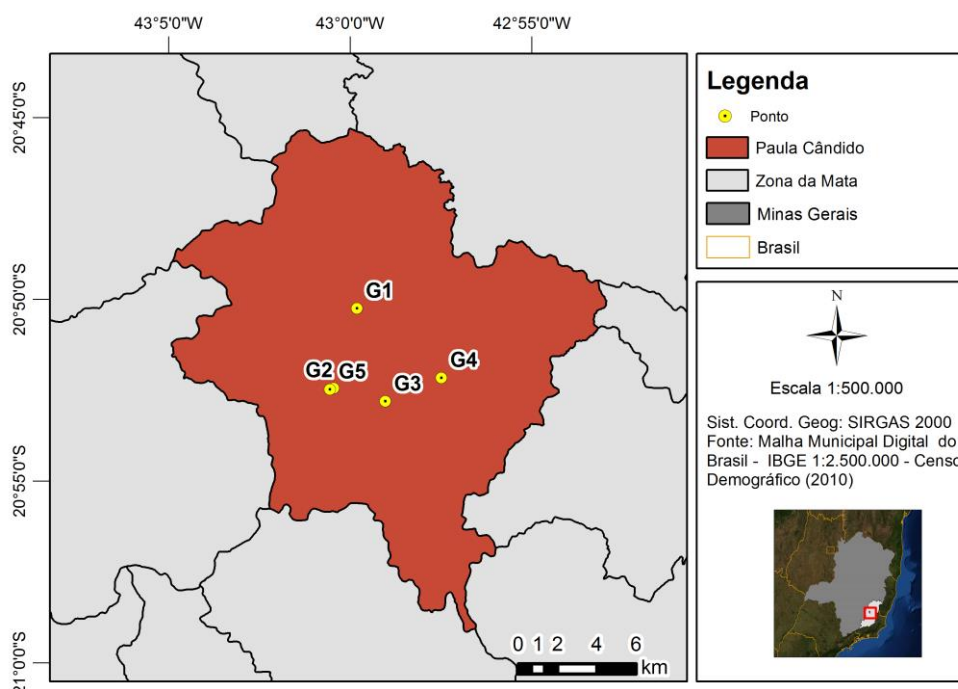 43°5'0"W
43°0'0"W
42°55'0"W
20°45'0"S
20°50'0"S
20°55'0"S
21°0'0"S
G1
G2
G5
G4
G3
0 1 2 4 6
km
Legenda
Ponto
Paula Cândido
Zona da Mata
Minas Gerais
Brasil
N
Escala 1:500.000
Sist. Coord. Geog: SIRGAS 2000
Fonte: Malha Municipal Digital do
Brasil - IBGE 1:2.500.000 - Censo
Demográfico (2010)